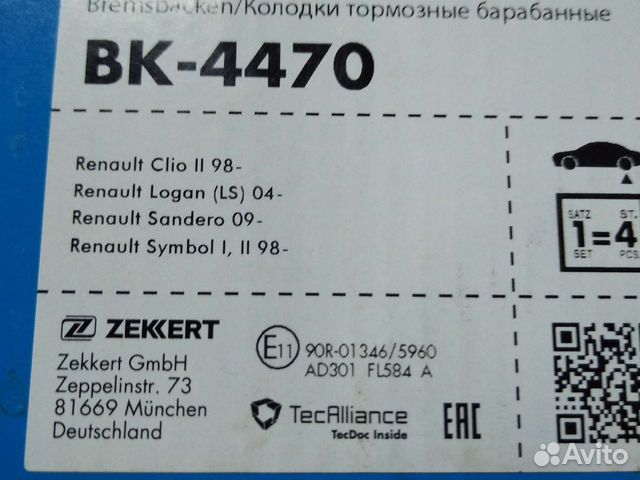 Bremsbacken/Колодки тормозные барабанные
BK-4470
Renault Clio II 98-
Renault Logan (LS) 04-
Renault Sandero 09-
Renault Symbol I, II 98-
SATZ ST.
1=4
SET PCS.
ZEKKERT
Zekkert GmbH
Zeppelinstr. 73
81669 München
Deutschland
E11 90R-01346/5960
AD301 FL584 A
TecAlliance
TecDoc Inside
EAC
Avito